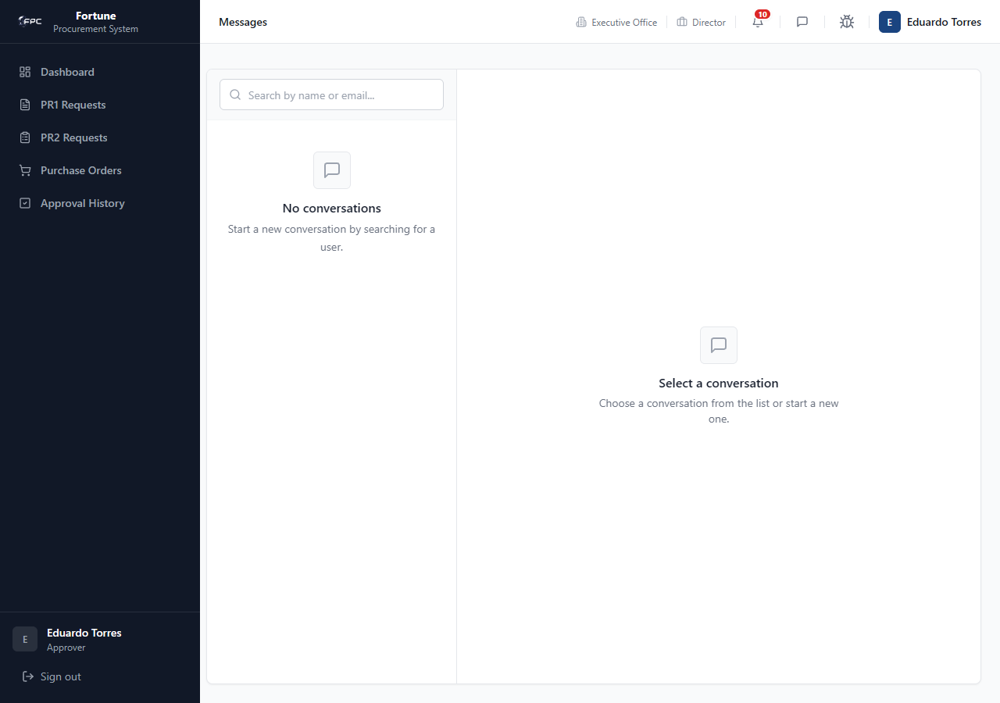 FPC
Fortune
Procurement System
Dashboard
PR1 Requests
PR2 Requests
Purchase Orders
Approval History
E
Eduardo Torres
Approver
Sign out
Messages
Executive Office
Director
10
E
Eduardo Torres
Search by name or email...
No conversations
Start a new conversation by searching for a
user.
Select a conversation
Choose a conversation from the list or start a new
one.